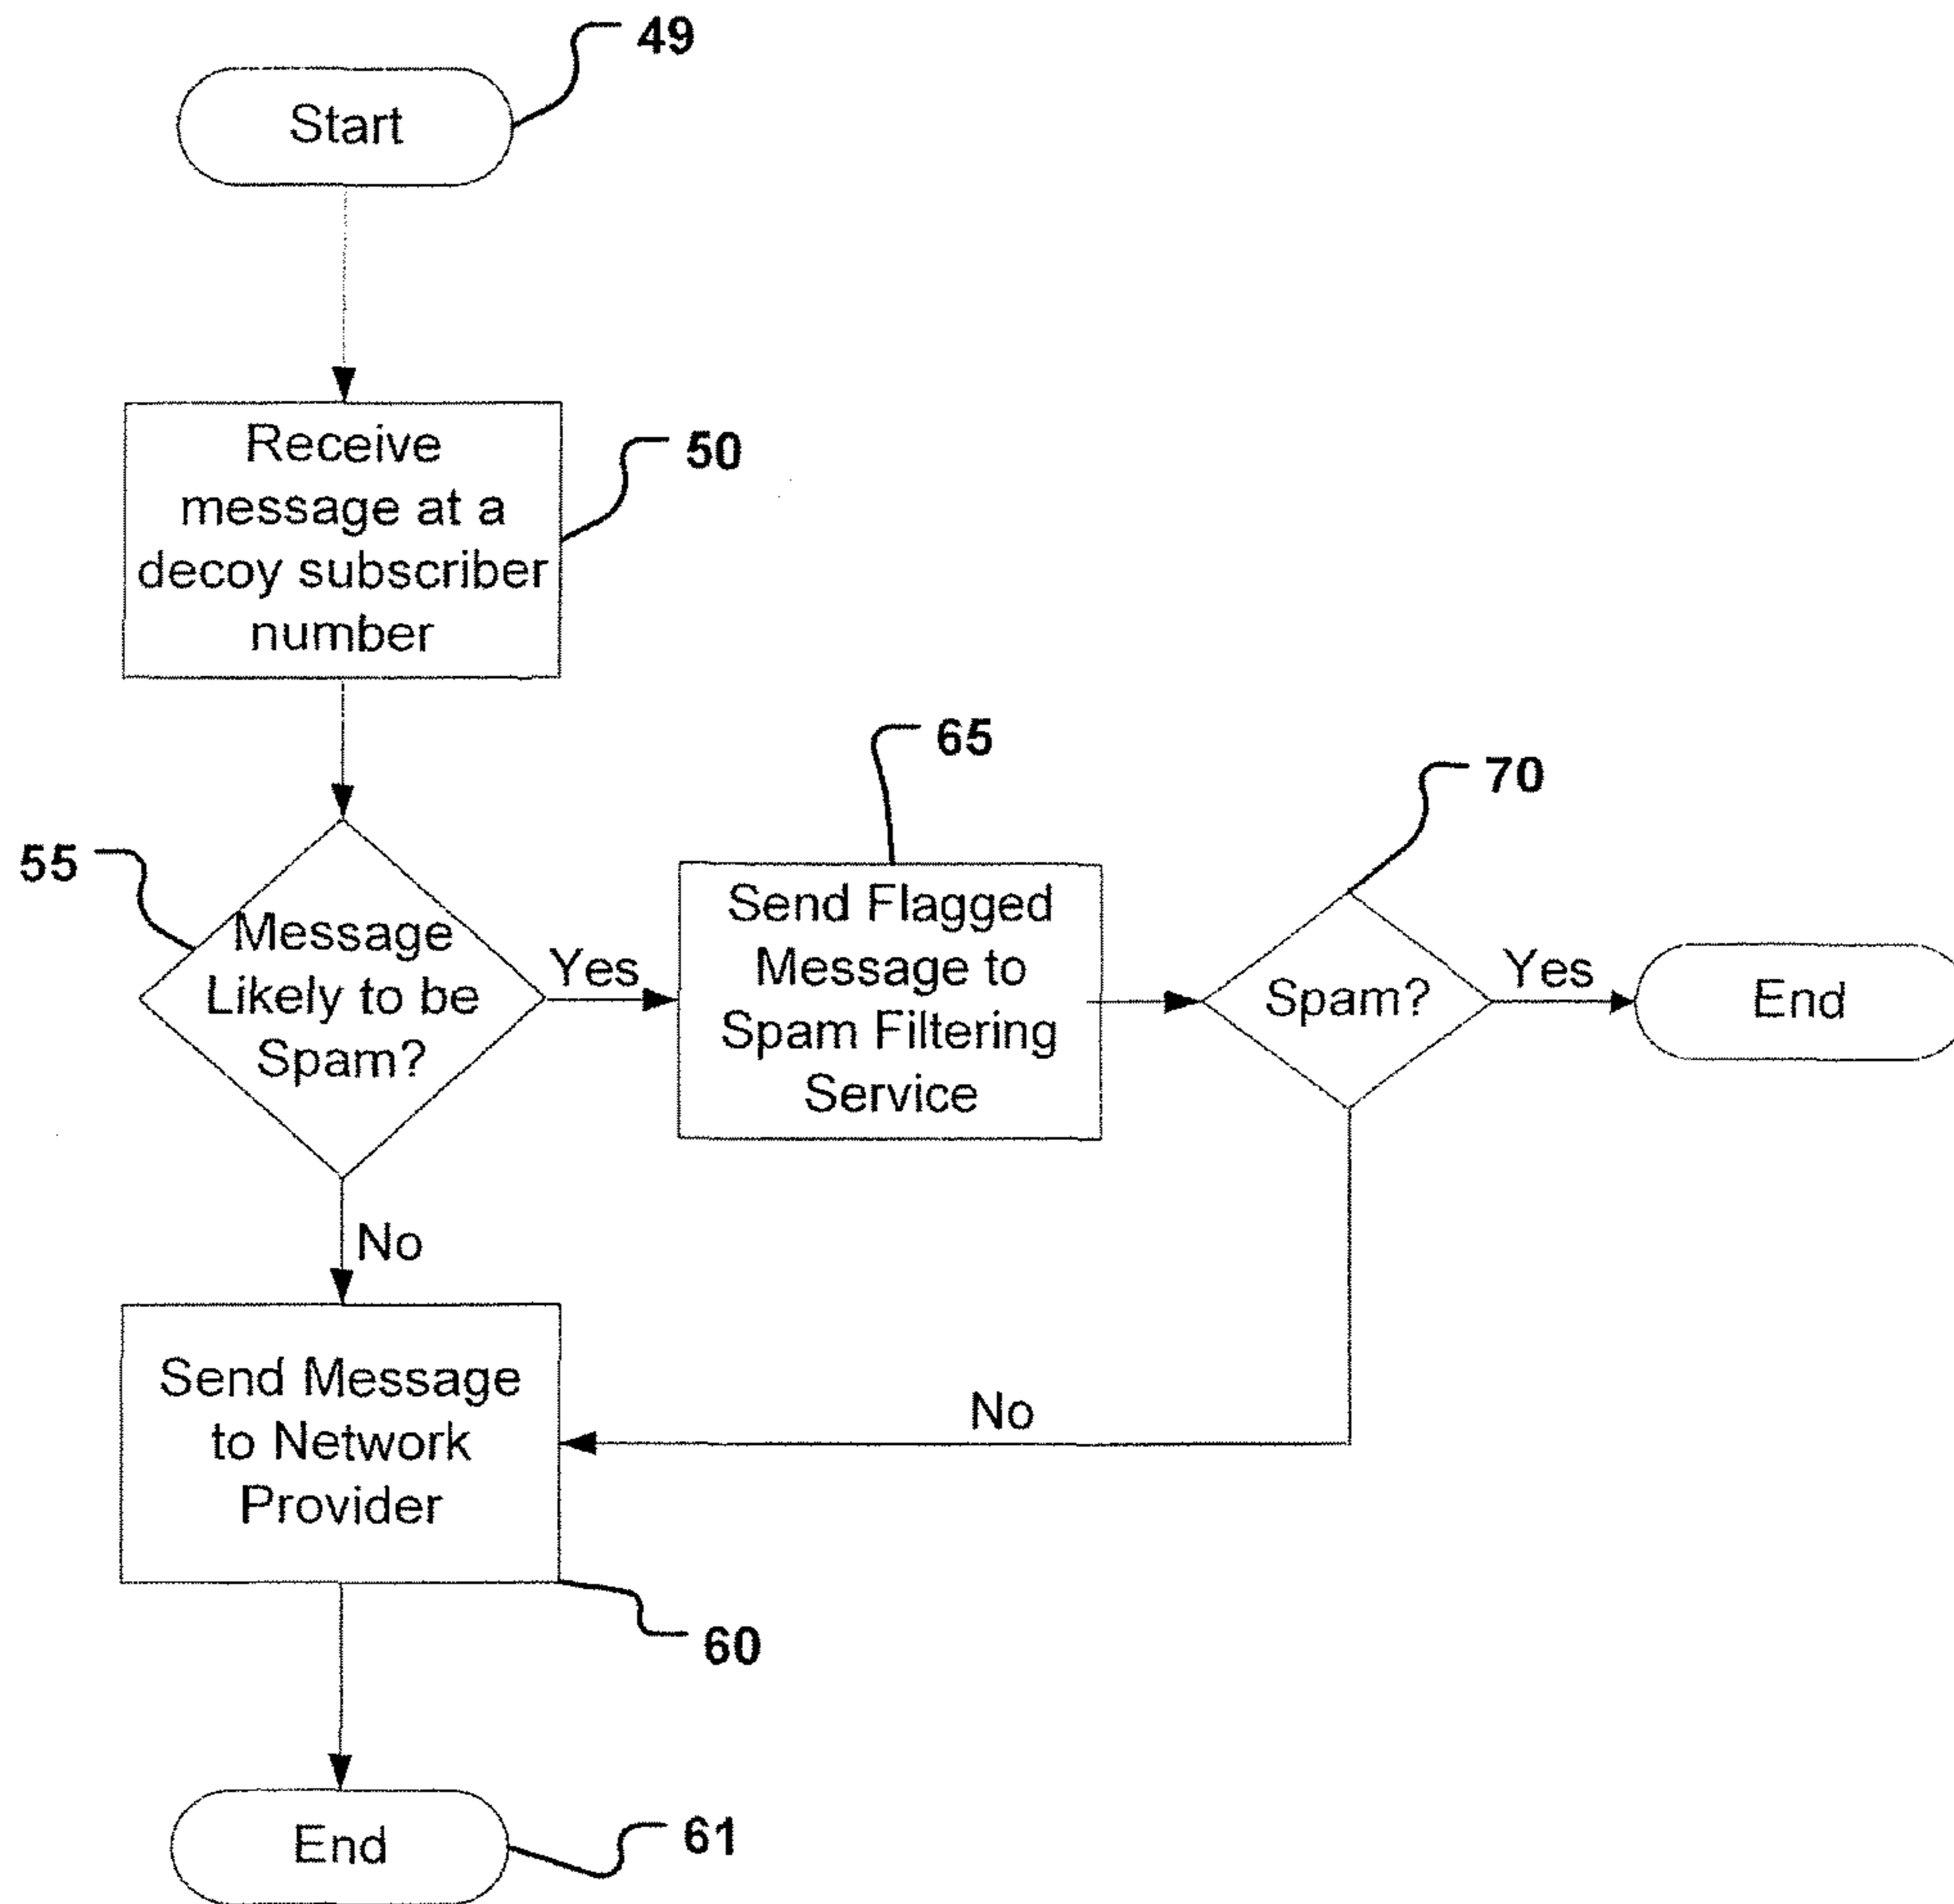 49
Start
Receive
message at a
decoy subscriber
number
50
55
Message
Likely to be
Spam?
Yes
65
Send Flagged
Message to
Spam Filtering
Service
70
Spam?
Yes
End
No
Send Message
to Network
Provider
No
60
End
61